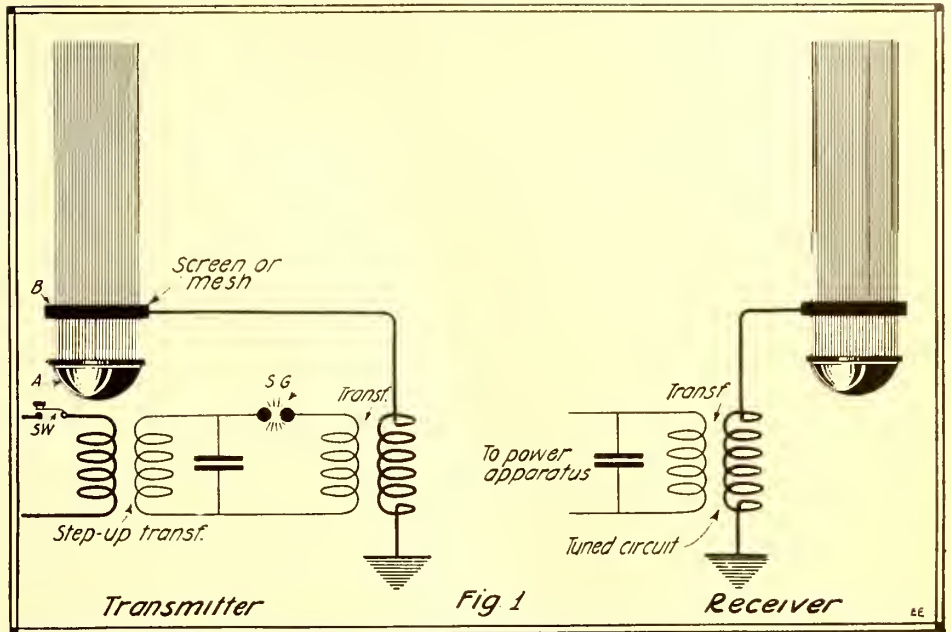 B
Screen or
mesh
A
SW
S G
Transf.
Step-up transf.
Transmitter
Fig 1
Transf
To power
apparatus
Tuned circuit
Receiver
EE